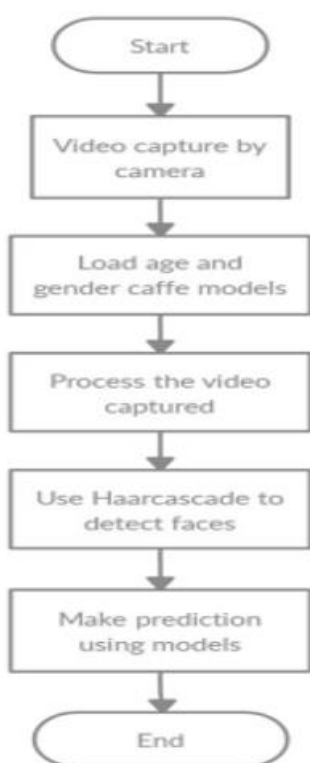 Start
Video capture by
camera
Load age and
gender caffe models
Process the video
captured
Use Haarcascade to
detect faces
Make prediction
using models
End